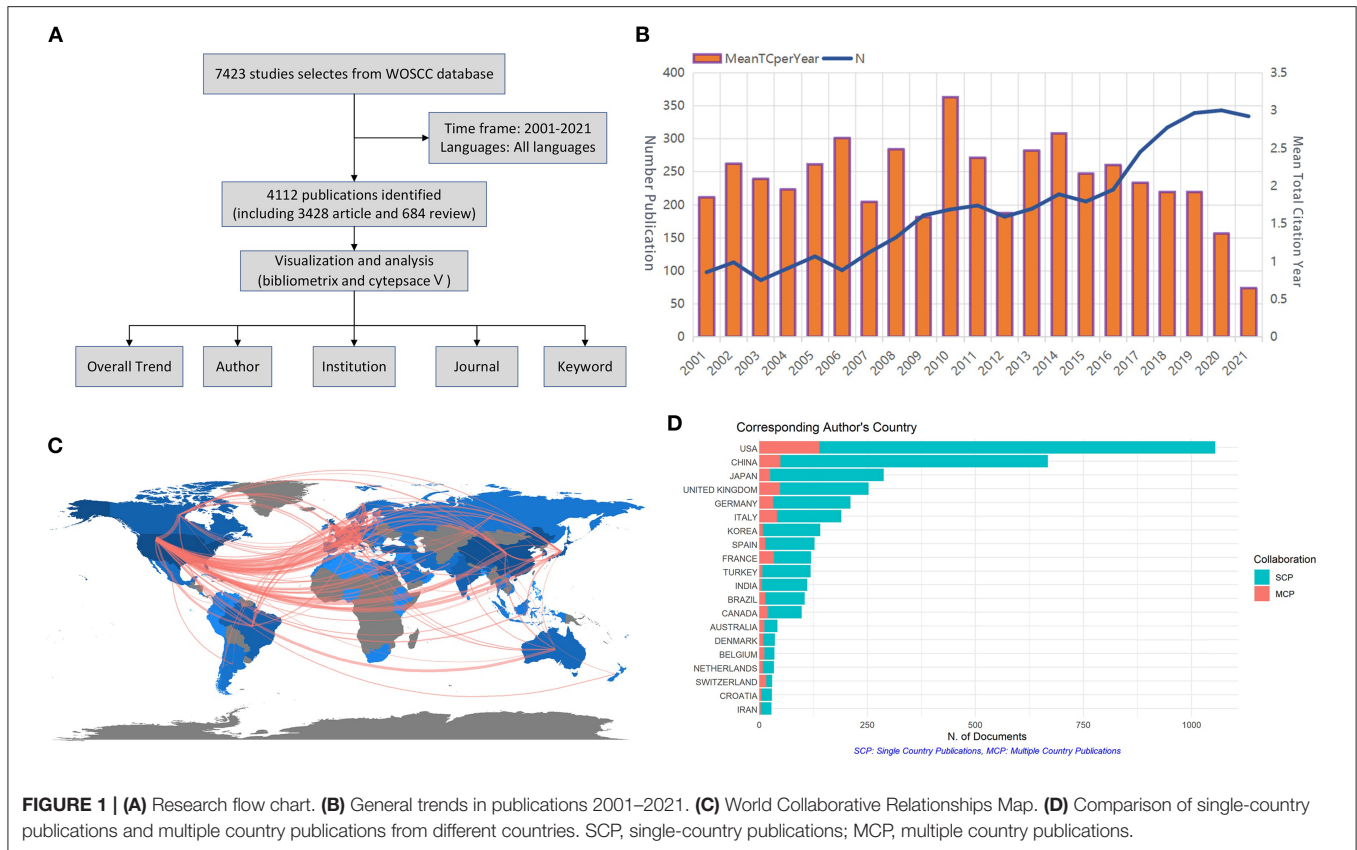 A
7423 studies selectes from WOSCC database
Time frame: 2001-2021
Languages: All languages
4112 publications identified
(including 3428 article and 684 review)
Visualization and analysis
(bibliometrix and cytepsace V )
Overall Trend
Author
Institution
Journal
Keyword
B
MeanTCperYear N
Number Publication
400
350
300
250
200
150
100
50
0
3.5
3
2.5
2
1.5
1
0.5
0
Mean Total Citation Year
2001 2002 2003 2004 2005 2006 2007 2008 2009 2010 2011 2012 2013 2014 2015 2016 2017 2018 2019 2020 2021
C
D
Corresponding Author's Country
USA
CHINA
JAPAN
UNITED KINGDOM
GERMANY
ITALY
KOREA
SPAIN
FRANCE
TURKEY
INDIA
BRAZIL
CANADA
AUSTRALIA
DENMARK
BELGIUM
NETHERLANDS
SWITZERLAND
CROATIA
IRAN
0 250 500 750 1000
N. of Documents
SCP: Single Country Publications, MCP: Multiple Country Publications
Collaboration
SCP
MCP
FIGURE 1 | (A) Research flow chart. (B) General trends in publications 2001–2021. (C) World Collaborative Relationships Map. (D) Comparison of single-country
publications and multiple country publications from different countries. SCP, single-country publications; MCP, multiple country publications.